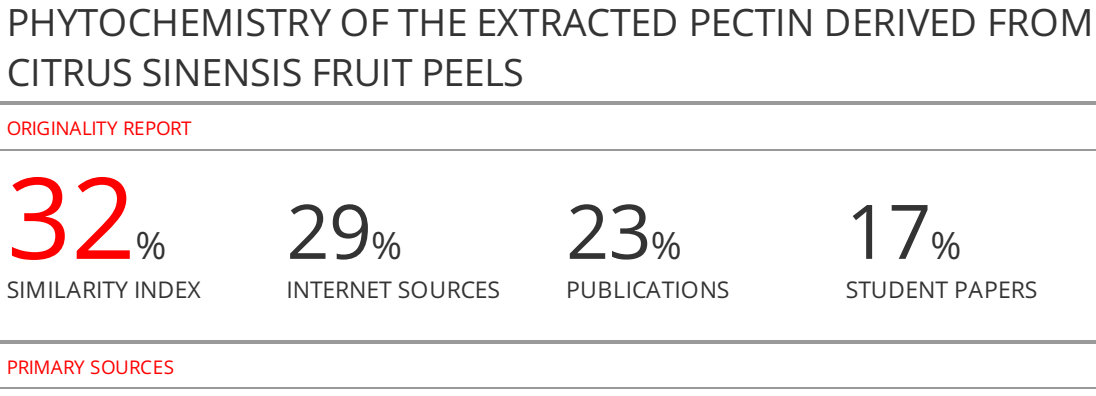 PHYTOCHEMISTRY OF THE EXTRACTED PECTIN DERIVED FROM
CITRUS SINENSIS FRUIT PEELS
ORIGINALITY REPORT
32% 29% 23% 17%
SIMILARITY INDEX INTERNET SOURCES PUBLICATIONS STUDENT PAPERS
PRIMARY SOURCES